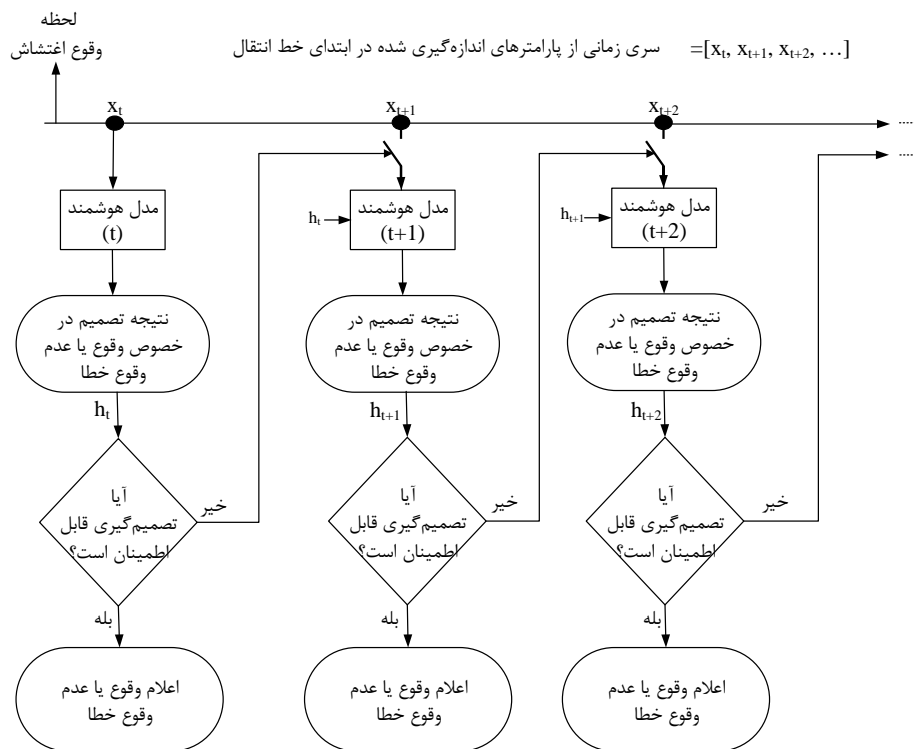 لحظه
وقوع اغتشاش
سری زمانی از پارامترهای اندازه‌گیری شده در ابتدای خط انتقال =[xt, xt+1, xt+2, …]
xt
xt+1
xt+2
....
....
مدل هوشمند
(t)
ht
مدل هوشمند
(t+1)
ht+1
مدل هوشمند
(t+2)
نتیجه تصمیم در
خصوص وقوع یا عدم
وقوع خطا
نتیجه تصمیم در
خصوص وقوع یا عدم
وقوع خطا
نتیجه تصمیم در
خصوص وقوع یا عدم
وقوع خطا
ht
ht+1
ht+2
آیا
تصمیم‌گیری قابل
اطمینان است؟
خیر
آیا
تصمیم‌گیری قابل
اطمینان است؟
خیر
آیا
تصمیم‌گیری قابل
اطمینان است؟
خیر
بله
بله
بله
اعلام وقوع یا عدم
وقوع خطا
اعلام وقوع یا عدم
وقوع خطا
اعلام وقوع یا عدم
وقوع خطا